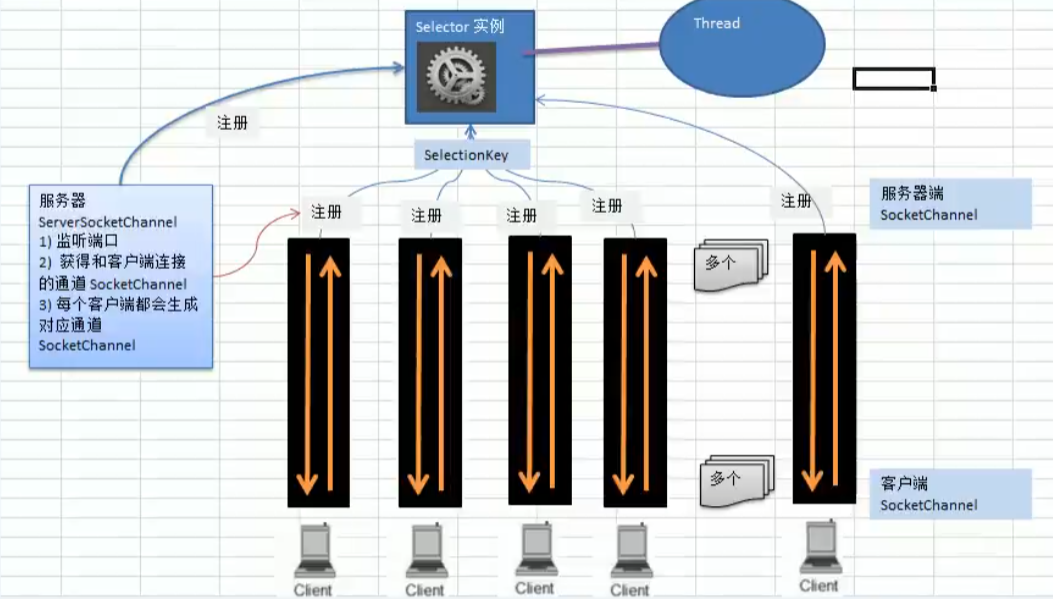 Selector 实例
Thread
注册
SelectionKey
服务器
ServerSocketChannel
1) 监听端口
2) 获得和客户端连接
的通道 SocketChannel
3) 每个客户端都会生成
对应通道
SocketChannel
注册
注册
注册
注册
注册
服务器端
SocketChannel
多个
多个
客户端
SocketChannel
Client
Client
Client
Client
Client